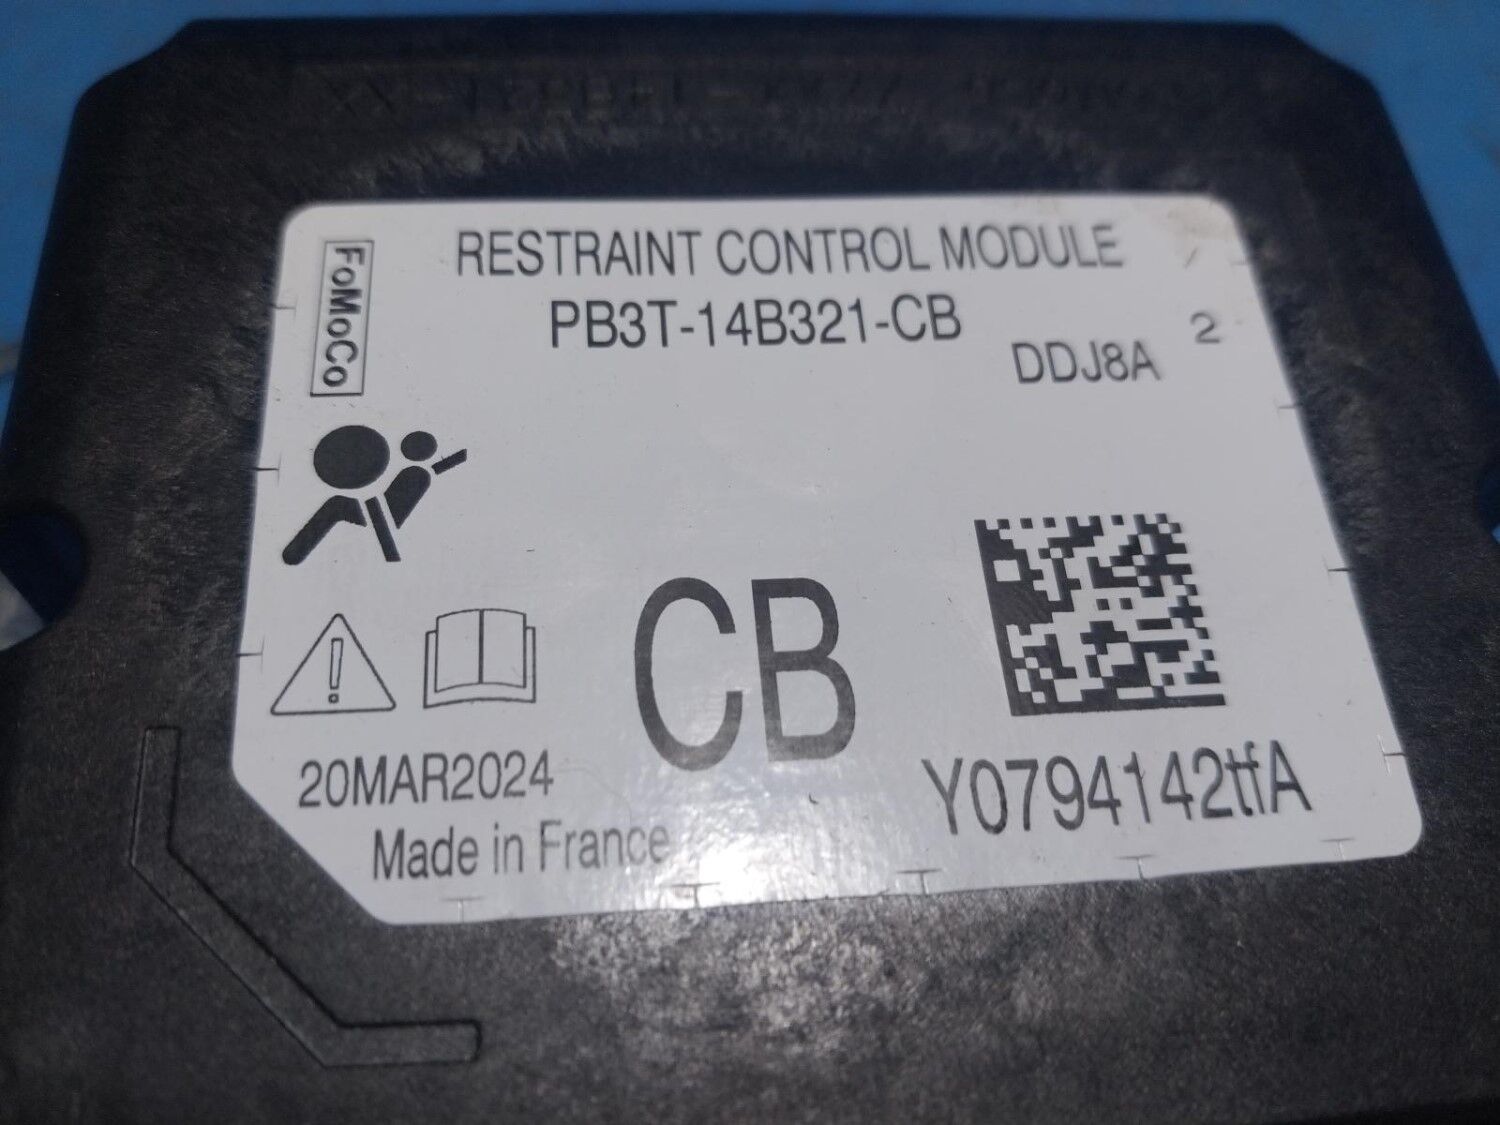 RESTRAINT CONTROL MODULE
FoMoCo
PB3T-14B321-CB
DDJ8A
2
CB
20MAR2024
Made in France
Y0794142tfA